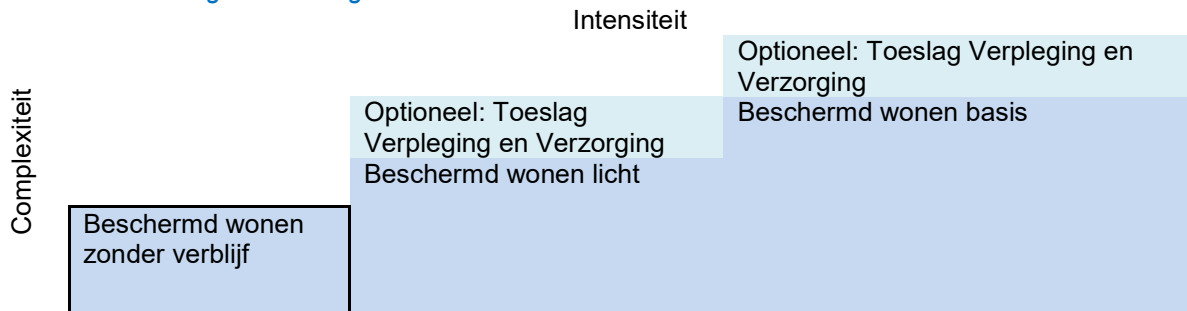 Intensiteit
Complexiteit
Optioneel: Toeslag Verpleging en
Verzorging
Beschermd wonen basis
Optioneel: Toeslag
Verpleging en Verzorging
Beschermd wonen licht
Beschermd wonen
zonder verblijf